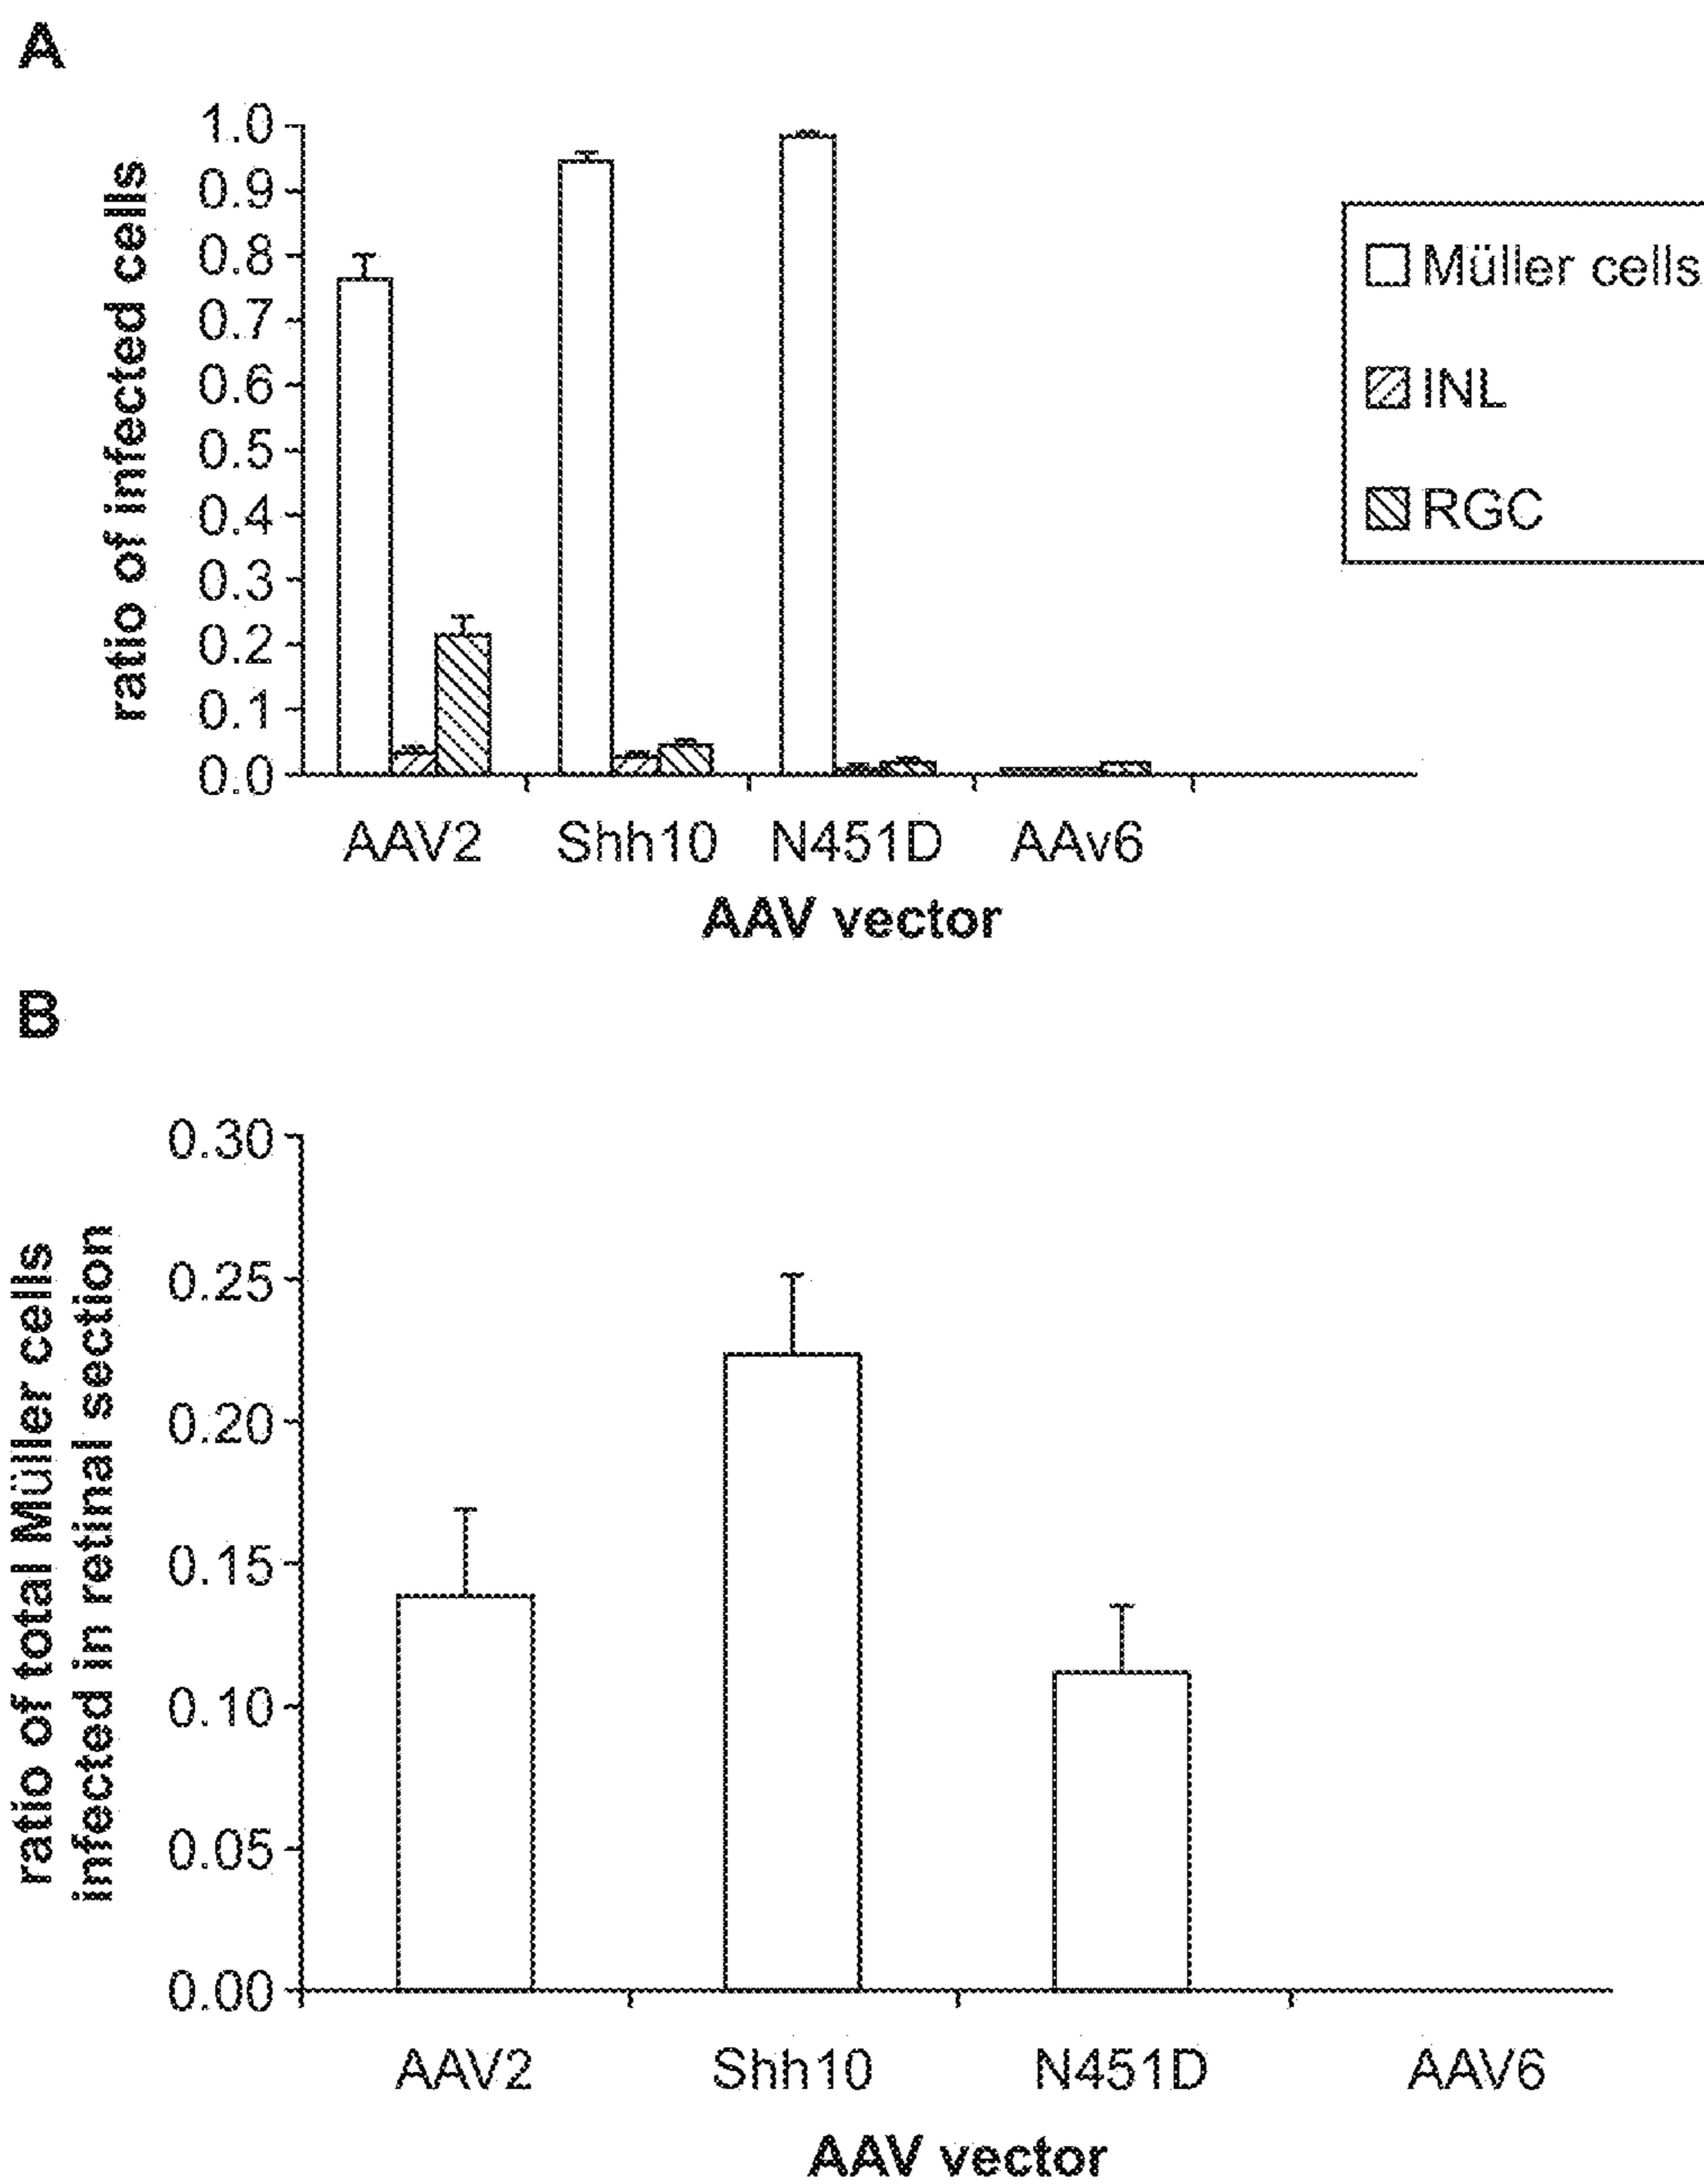 A
ratio of infected cells
1.0
0.9
0.8
0.7
0.6
0.5
0.4
0.3
0.2
0.1
0.0
AAV2
Shh10
N451D
AAv6
AAV vector
Müller cells
INL
RGC
B
ratio of total Müller cells
infected in retinal section
0.30
0.25
0.20
0.15
0.10
0.05
0.00
AAV2
Shh10
N451D
AAV6
AAV vector